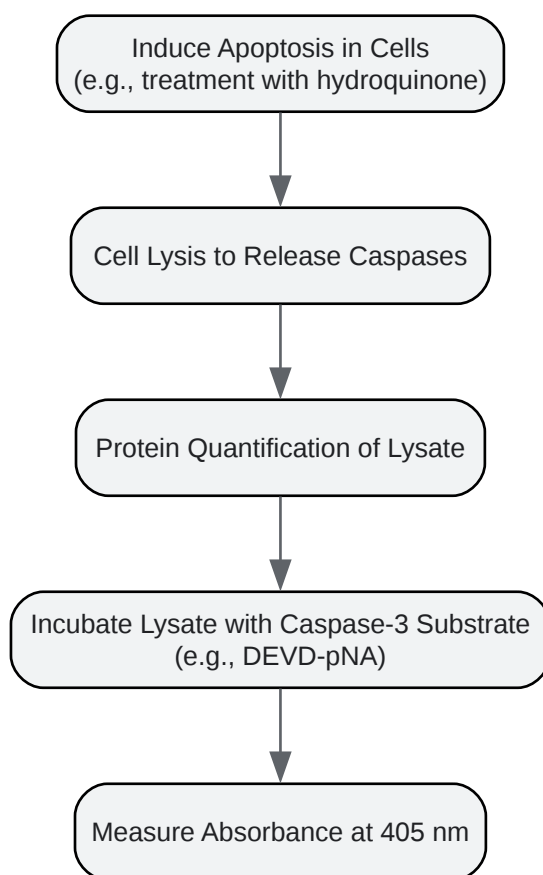 Induce Apoptosis in Cells
(e.g., treatment with hydroquinone)
Cell Lysis to Release Caspases
Protein Quantification of Lysate
Incubate Lysate with Caspase-3 Substrate
(e.g., DEVD-pNA)
Measure Absorbance at 405 nm